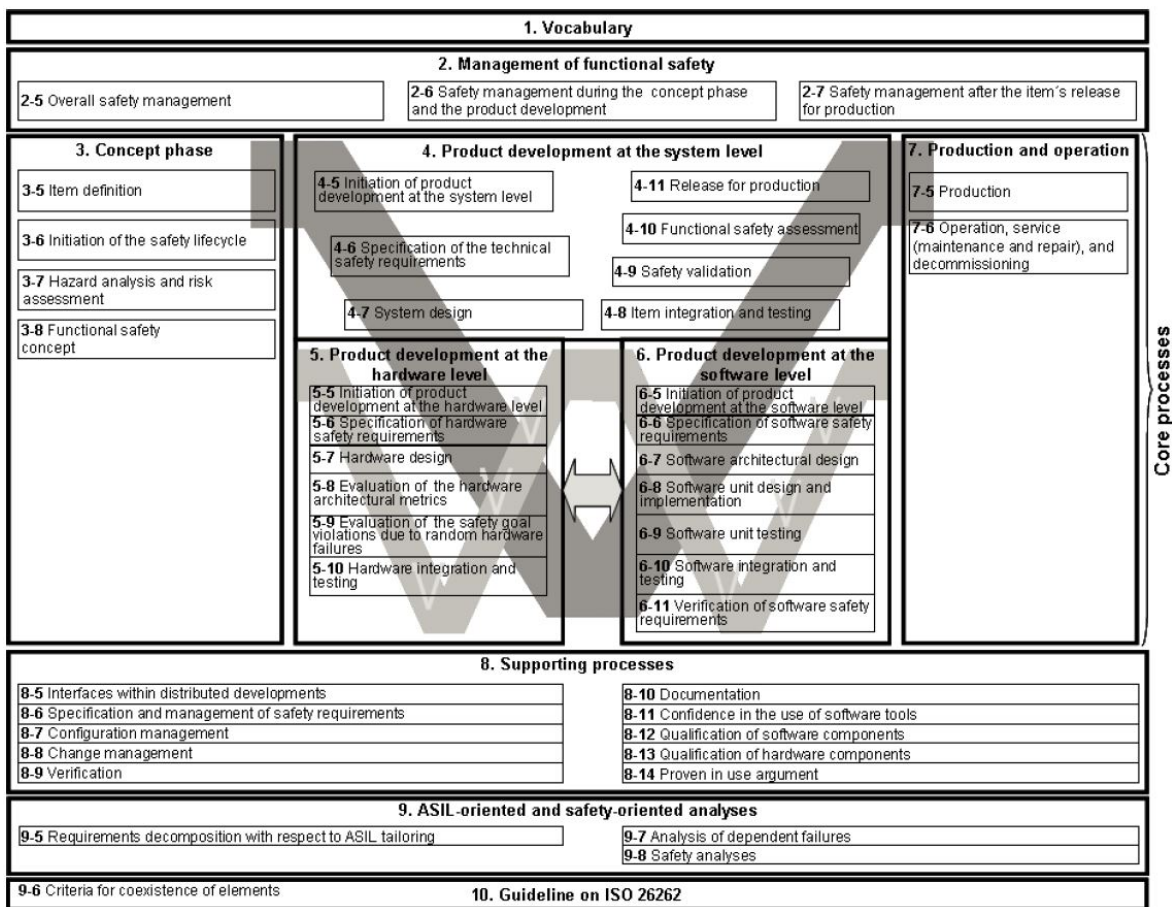 1. Vocabulary
2. Management of functional safety
2-5 Overall safety management
2-6 Safety management during the concept phase
and the product development
2-7 Safety management after the item´s release
for production
3. Concept phase
3-5 Item definition
3-6 Initiation of the safety lifecycle
3-7 Hazard analysis and risk
assessment
3-8 Functional safety
concept
4. Product development at the system level
4-5 Initiation of product
development at the system level
4-6 Specification of the technical
safety requirements
4-7 System design
4-11 Release for production
4-10 Functional safety assessment
4-9 Safety validation
4-8 Item integration and testing
7. Production and operation
7-5 Production
7-6 Operation, service
(maintenance and repair), and
decommissioning
5. Product development at the
hardware level
5-5 Initiation of product
development at the hardware level
5-6 Specification of hardware
safety requirements
5-7 Hardware design
5-8 Evaluation of the hardware
architectural metrics
5-9 Evaluation of the safety goal
violations due to random hardware
failures
5-10 Hardware integration and
testing
6. Product development at the
software level
6-5 Initiation of product
development at the software level
6-6 Specification of software safety
requirements
6-7 Software architectural design
6-8 Software unit design and
implementation
6-9 Software unit testing
6-10 Software integration and
testing
6-11 Verification of software safety
requirements
Core processes
8. Supporting processes
8-5 Interfaces within distributed developments
8-6 Specification and management of safety requirements
8-7 Configuration management
8-8 Change management
8-9 Verification
8-10 Documentation
8-11 Confidence in the use of software tools
8-12 Qualification of software components
8-13 Qualification of hardware components
8-14 Proven in use argument
9. ASIL-oriented and safety-oriented analyses
9-5 Requirements decomposition with respect to ASIL tailoring
9-7 Analysis of dependent failures
9-8 Safety analyses
9-6 Criteria for coexistence of elements
10. Guideline on ISO 26262